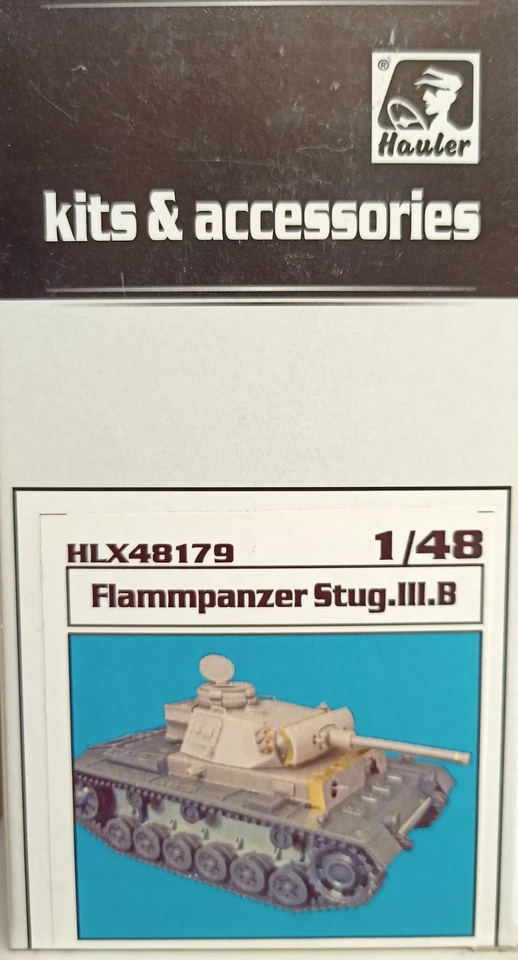 ®
Hauler
kits & accessories
HLX48179
1/48
Flammpanzer Stug.III.B